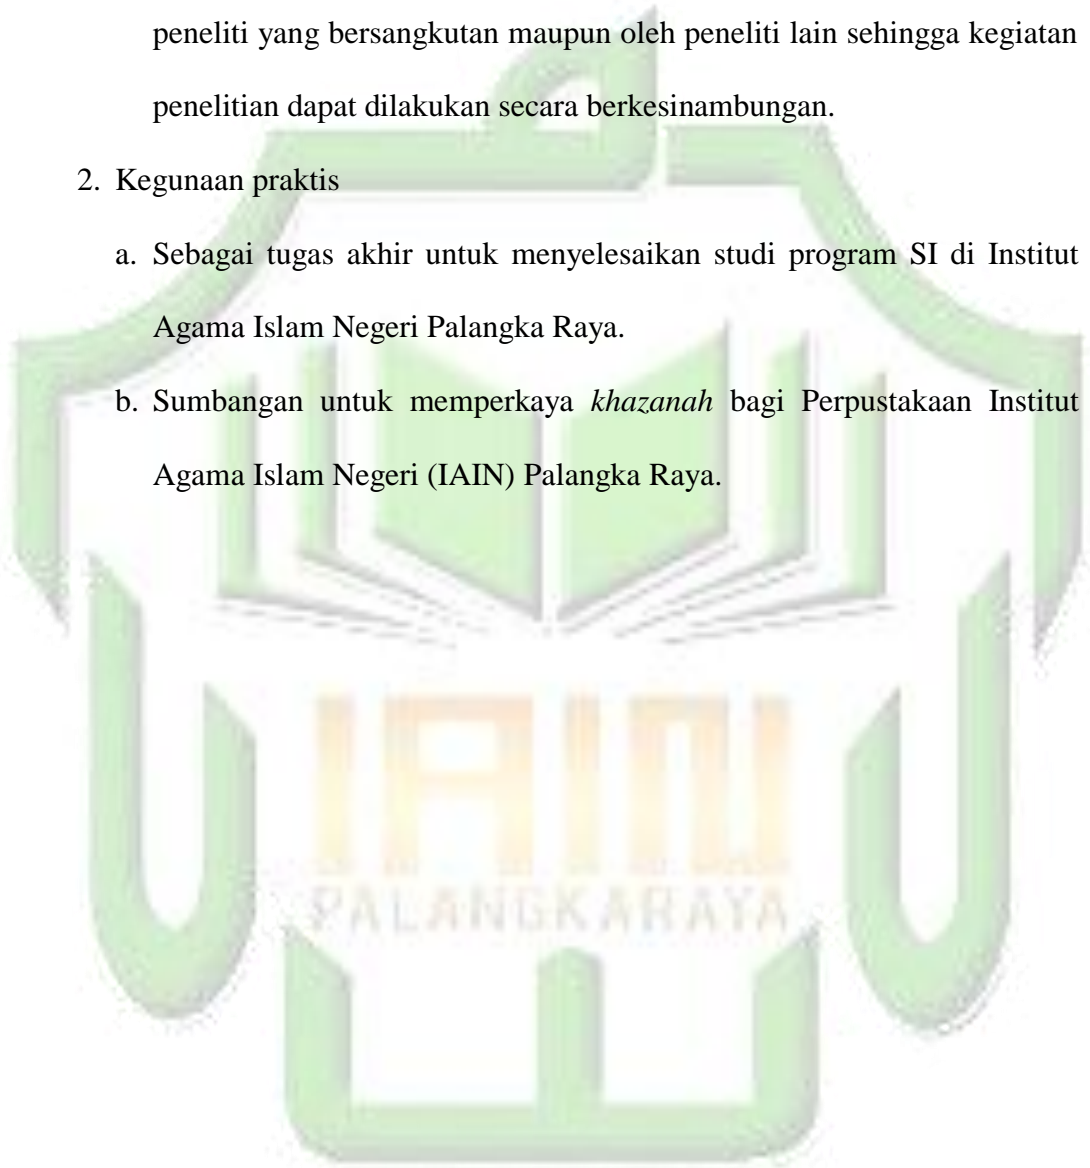 peneliti yang bersangkutan maupun oleh peneliti lain sehingga kegiatan
penelitian dapat dilakukan secara berkesinambungan.
2. Kegunaan praktis
a. Sebagai tugas akhir untuk menyelesaikan studi program SI di Institut
Agama Islam Negeri Palangka Raya.
b. Sumbangan untuk memperkaya khazanah bagi Perpustakaan Institut
Agama Islam Negeri (IAIN) Palangka Raya.
IAIN
PALANGKARAYA